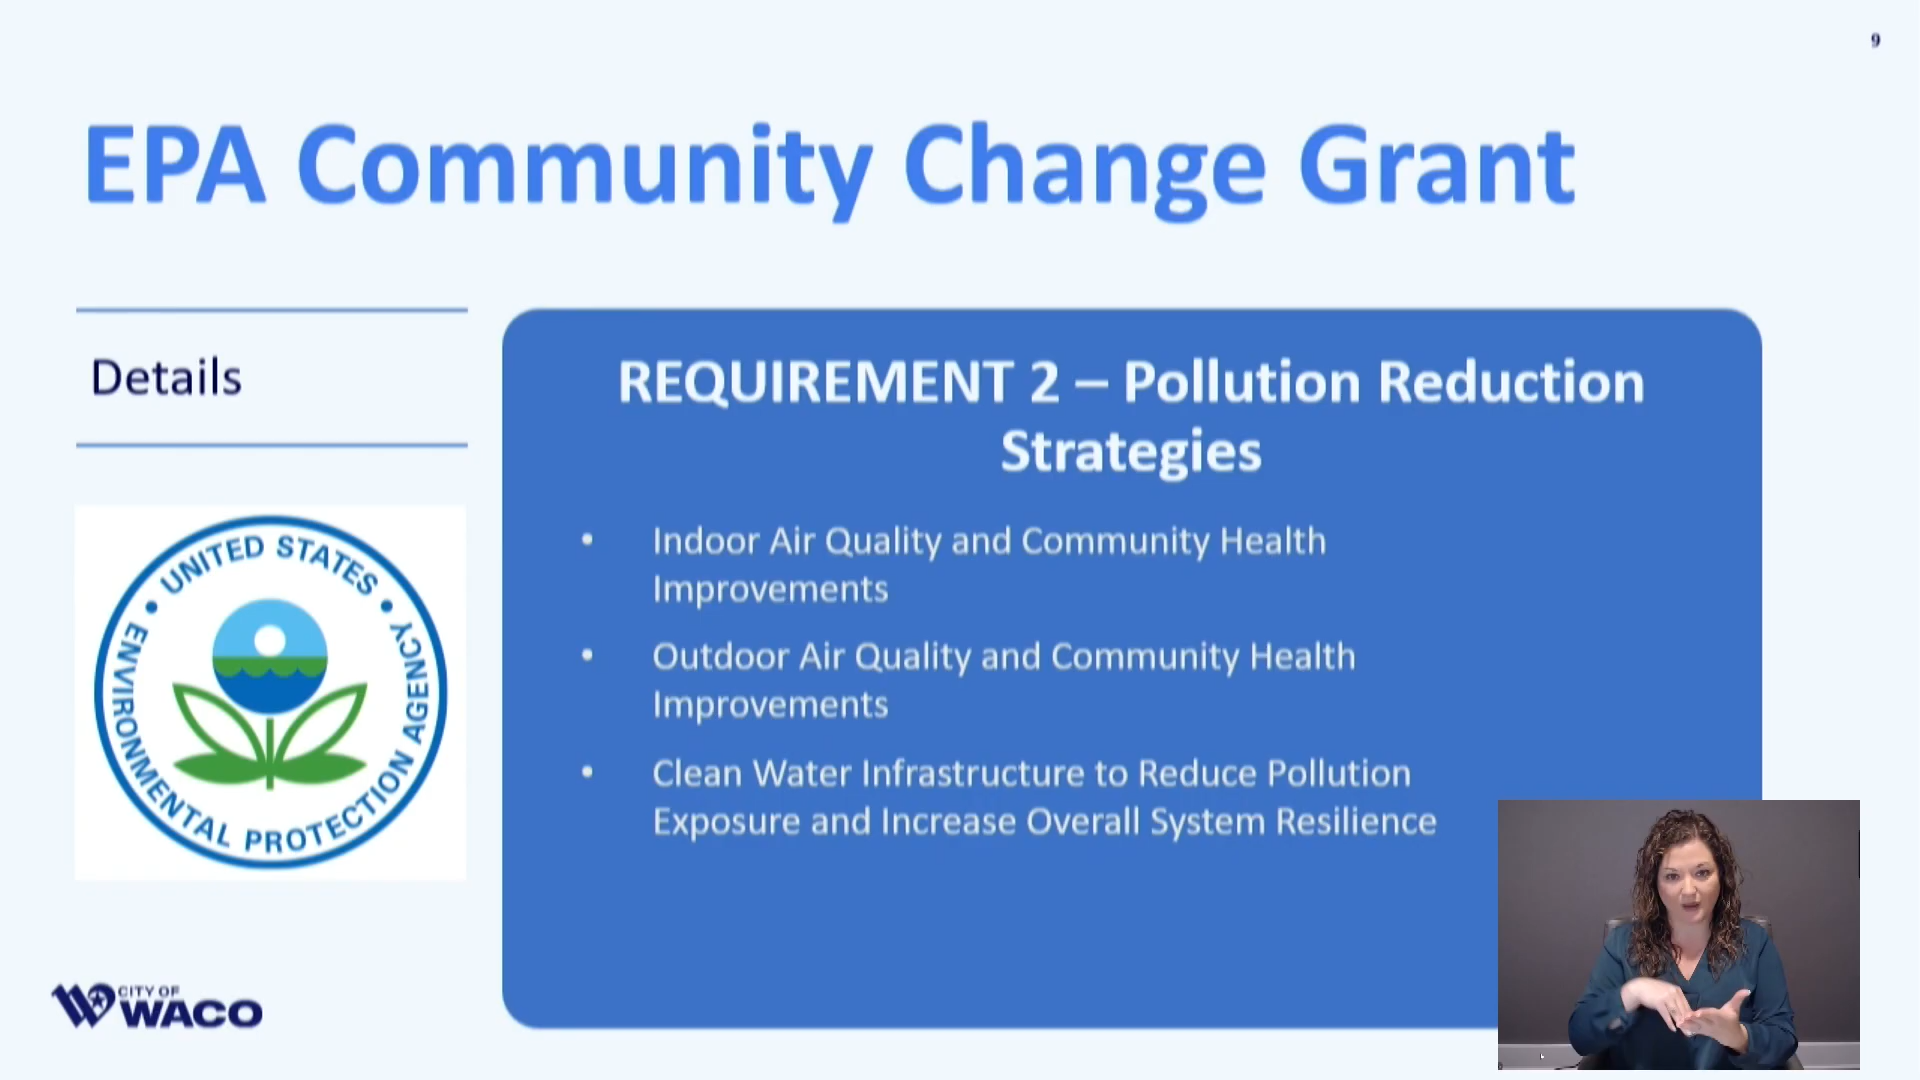 9
EPA Community Change Grant
Details
REQUIREMENT 2 – Pollution Reduction
Strategies
• Indoor Air Quality and Community Health
Improvements
• Outdoor Air Quality and Community Health
Improvements
• Clean Water Infrastructure to Reduce Pollution
Exposure and Increase Overall System Resilience
• UNITED STATES •
ENVIRONMENTAL PROTECTION AGENCY
CITY OF
WACO